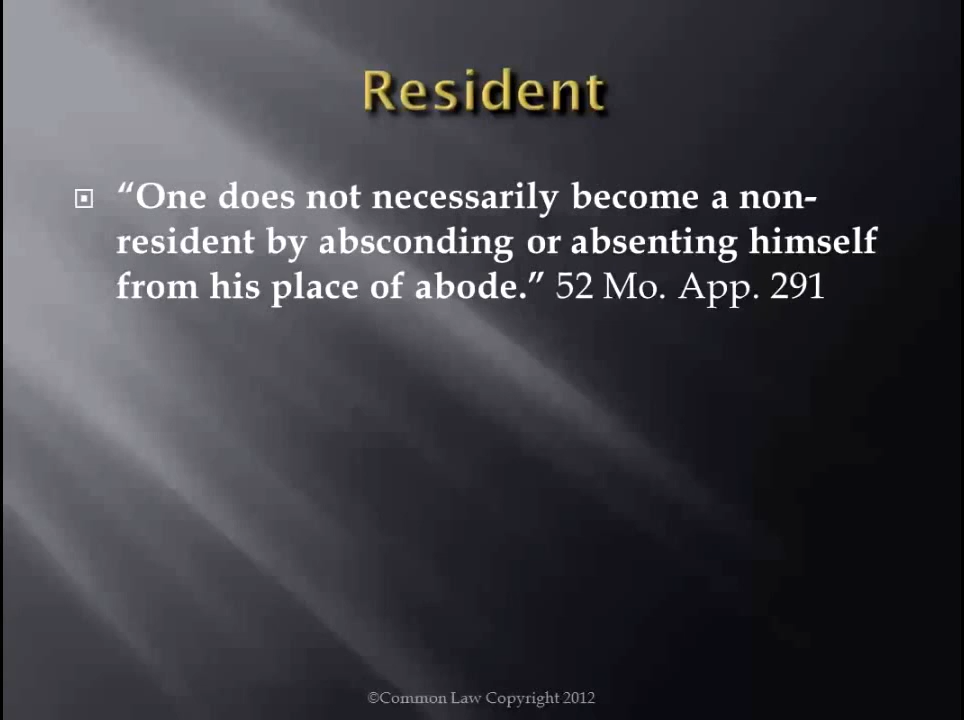 Resident
“One does not necessarily become a non-
resident by absconding or absenting himself
from his place of abode.” 52 Mo. App. 291
©Common Law Copyright 2012